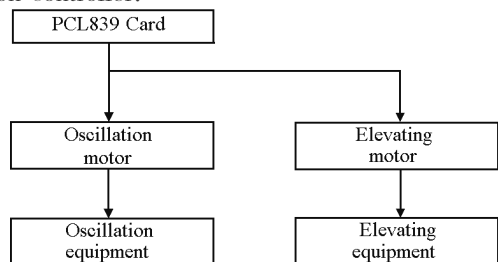 PCL839 Card
Oscillation
motor
Elevating
motor
Oscillation
equipment
Elevating
equipment